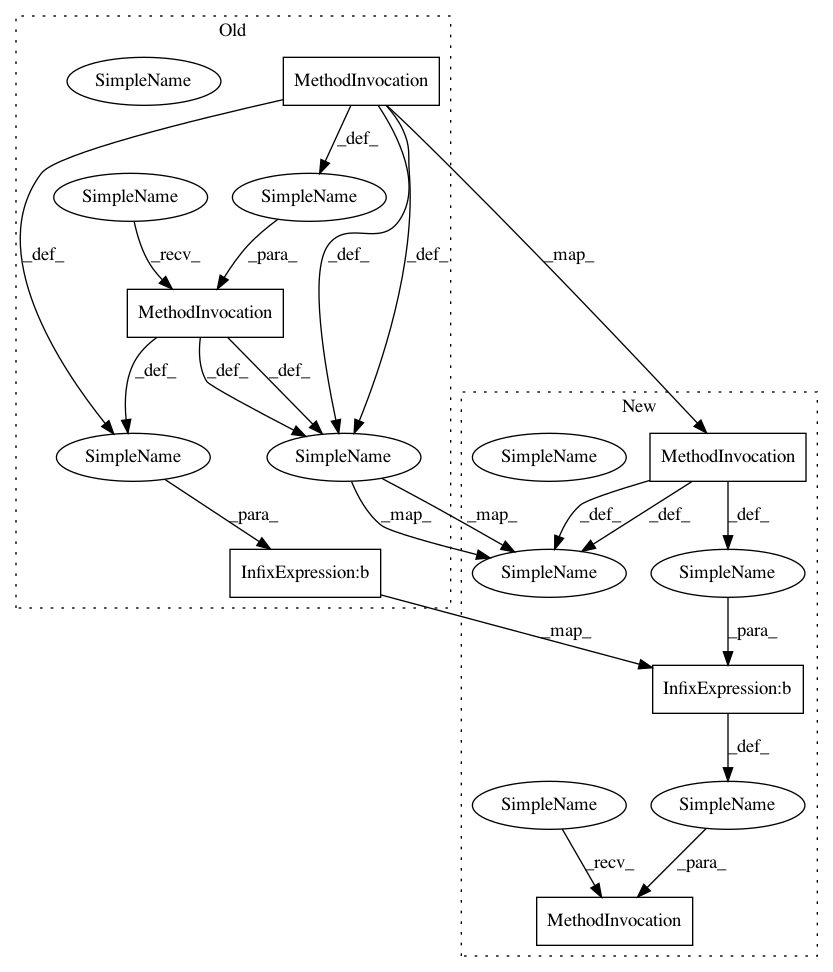 Old
SimpleName
MethodInvocation
_def_
SimpleName
SimpleName
_def_
_recv_
_para_
_def_
_def_
_map_
MethodInvocation
_def_
_def_
_def_
New
SimpleName
SimpleName
SimpleName
MethodInvocation
_para_
_map_
_map_
_def_
_def_
_def_
InfixExpression:b
SimpleName
SimpleName
_map_
_para_
InfixExpression:b
_def_
SimpleName
SimpleName
_recv_
_para_
MethodInvocation